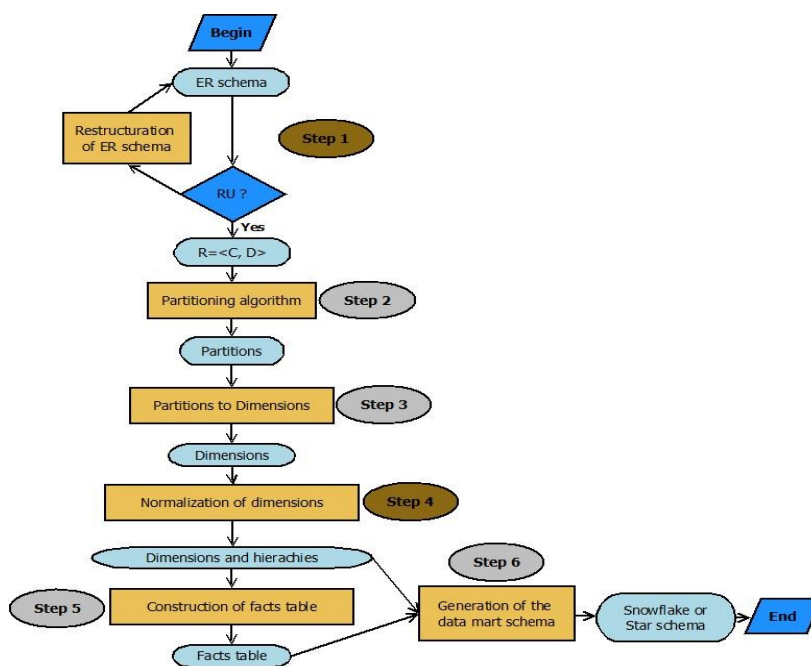 Begin
ER schema
Restructuration
of ER schema
Step 1
RU ?
Yes
R=<C, D>
Partitioning algorithm
Step 2
Partitions
Partitions to Dimensions
Step 3
Dimensions
Normalization of dimensions
Step 4
Dimensions and hierachies
Step 6
Step 5
Construction of facts table
Generation of the
data mart schema
Snowflake or
Star schema
End
Facts table